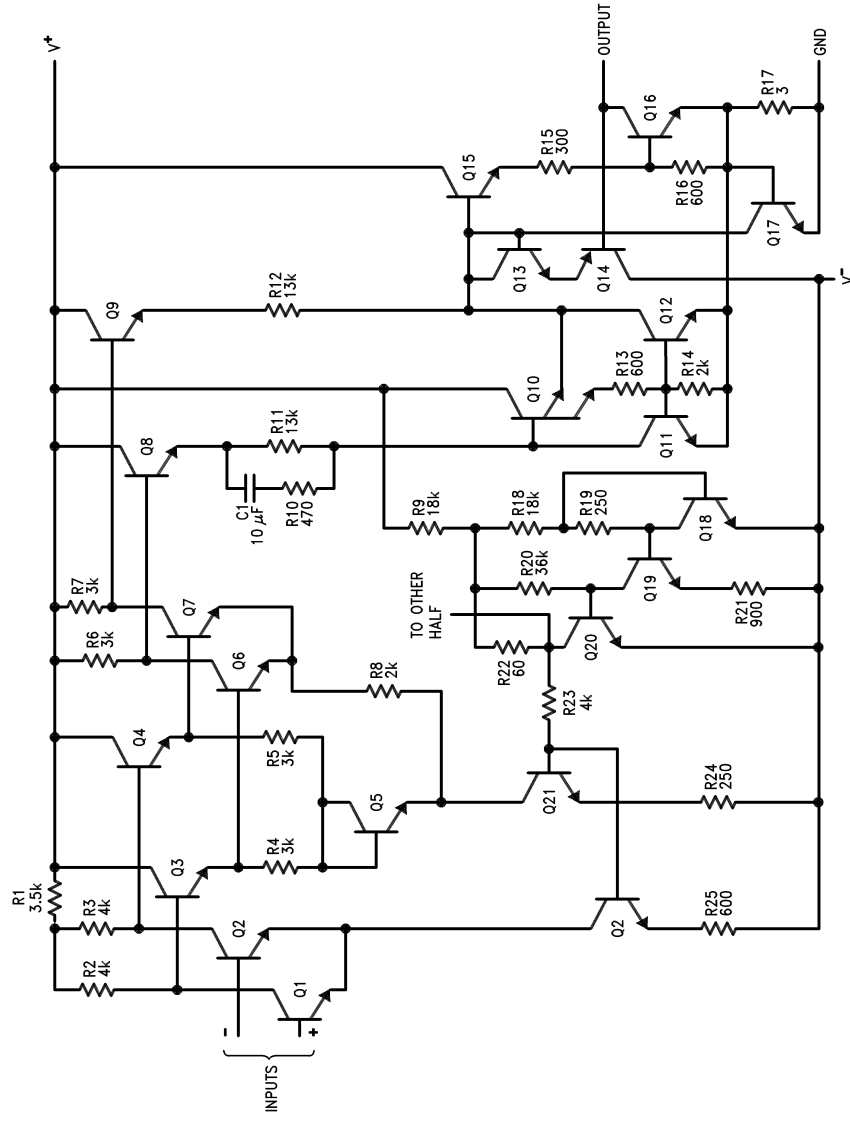 V+
OUTPUT
GND
V-
INPUTS
-
+
R1
3.5k
R2
4k
R3
4k
Q1
Q2
Q3
Q4
R4
3k
R5
3k
Q5
R6
3k
R7
3k
Q6
Q7
R8
2k
Q8
Q9
C1
10 μF
R10
470
R11
13k
R12
13k
R9
18k
Q10
Q11
Q12
R13
600
R14
2k
Q13
Q14
Q15
R15
300
Q16
R16
600
Q17
R17
3
R18
18k
R19
250
Q18
R20
36k
Q19
R21
900
TO OTHER
HALF
R22
60
Q20
R23
4k
Q21
R24
250
Q2
R25
600